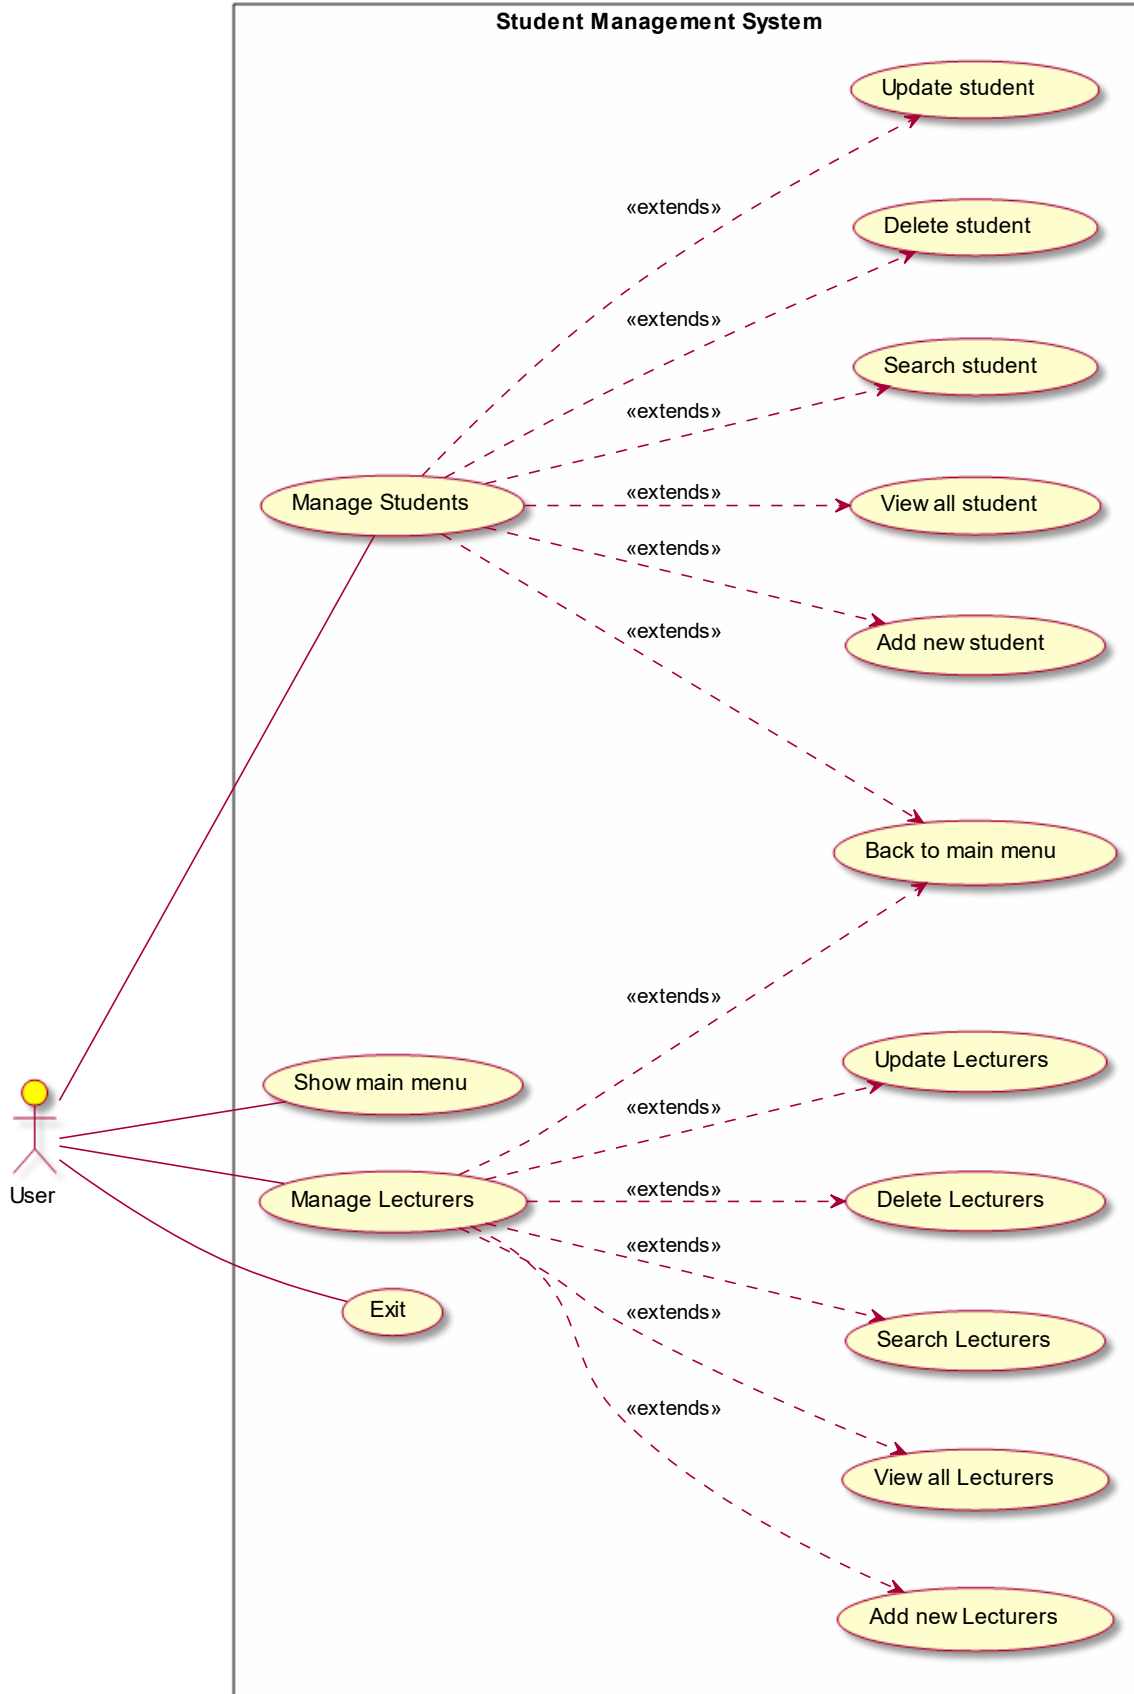 Student Management System
Update student
«extends»
Delete student
«extends»
Search student
«extends»
Manage Students
«extends»
View all student
«extends»
Add new student
«extends»
Back to main menu
«extends»
Update Lecturers
Show main menu
«extends»
User
Manage Lecturers
«extends»
Delete Lecturers
«extends»
Exit
«extends»
Search Lecturers
«extends»
View all Lecturers
Add new Lecturers